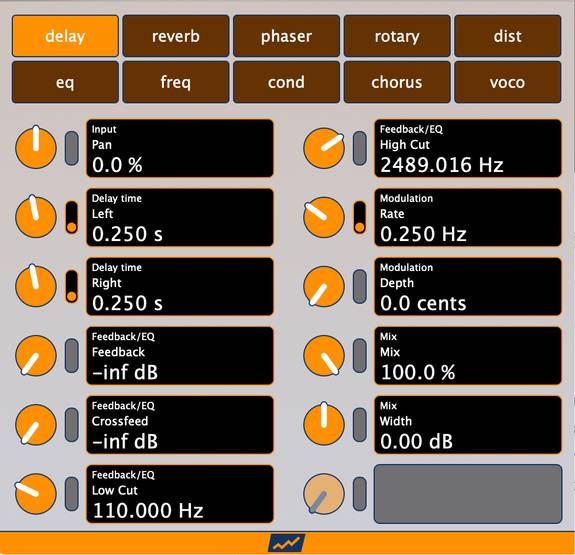 delay
reverb
phaser
rotary
dist
eq
freq
cond
chorus
voco
Input
Pan
0.0 %
Delay time
Left
0.250 s
Delay time
Right
0.250 s
Feedback/EQ
Feedback
-inf dB
Feedback/EQ
Crossfeed
-inf dB
Feedback/EQ
Low Cut
110.000 Hz
Feedback/EQ
High Cut
2489.016 Hz
Modulation
Rate
0.250 Hz
Modulation
Depth
0.0 cents
Mix
Mix
100.0 %
Mix
Width
0.00 dB